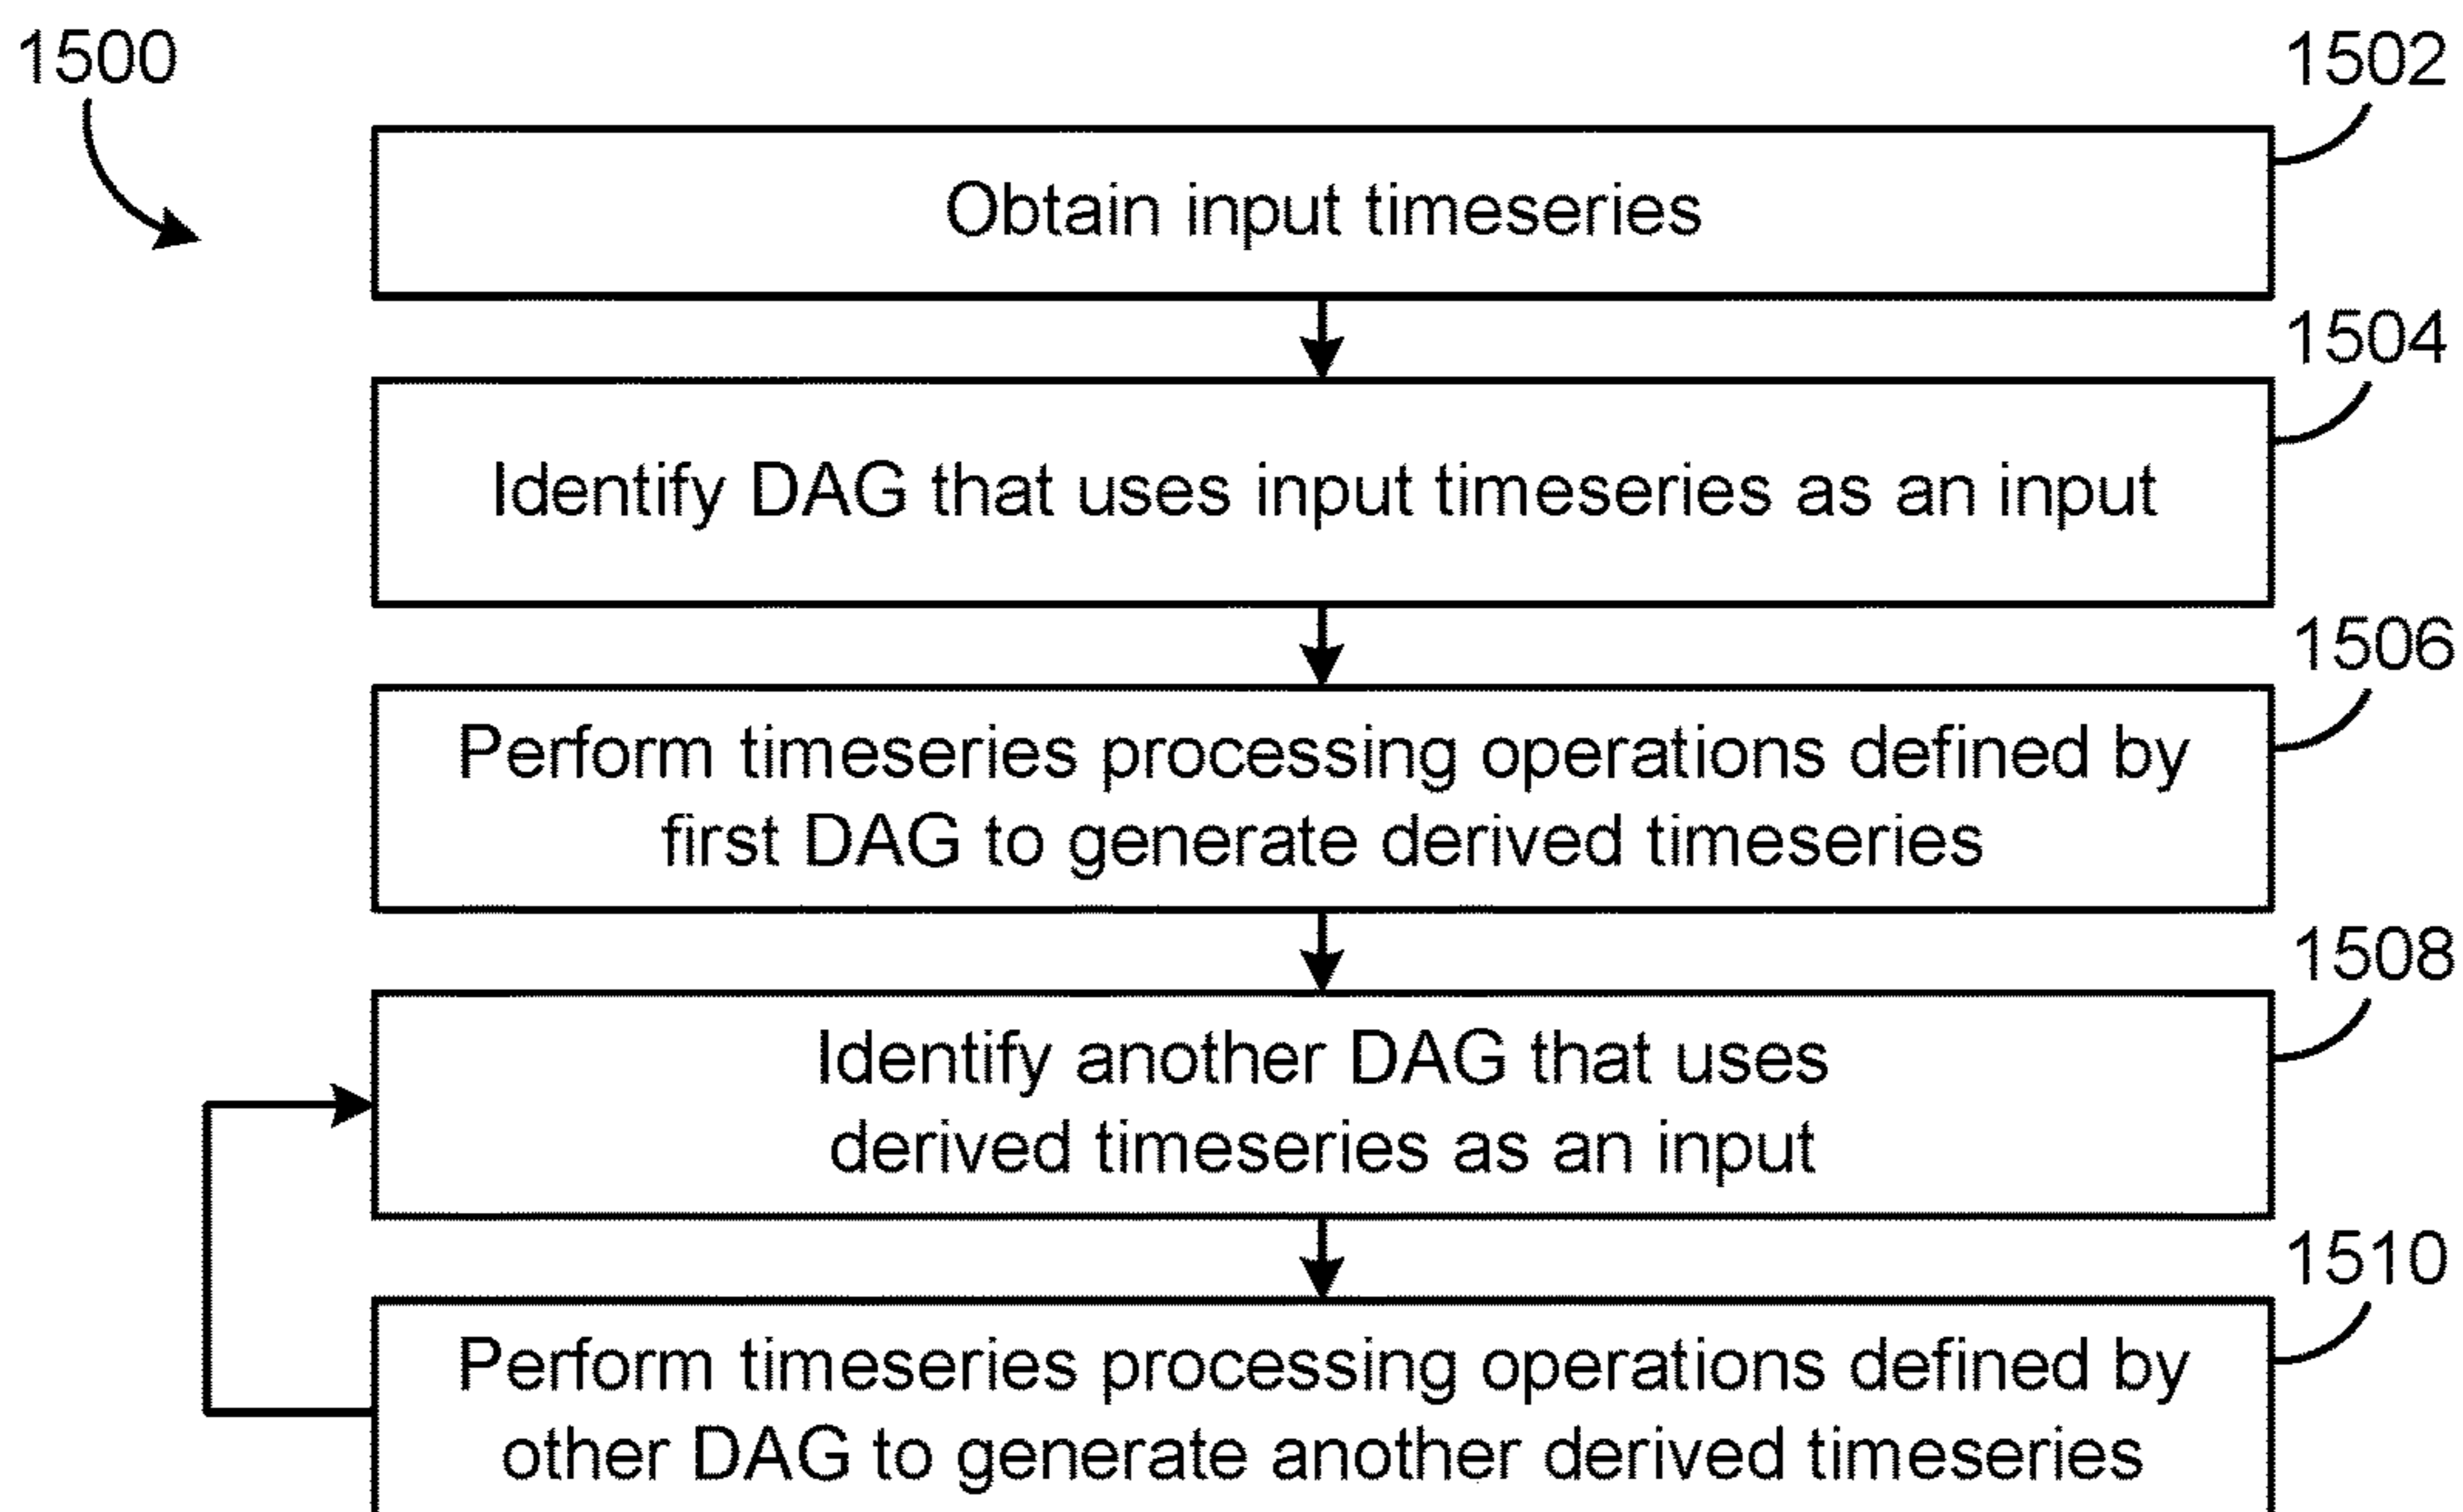 1500
1502
Obtain input timeseries
1504
Identify DAG that uses input timeseries as an input
1506
Perform timeseries processing operations defined by
first DAG to generate derived timeseries
1508
Identify another DAG that uses
derived timeseries as an input
1510
Perform timeseries processing operations defined by
other DAG to generate another derived timeseries